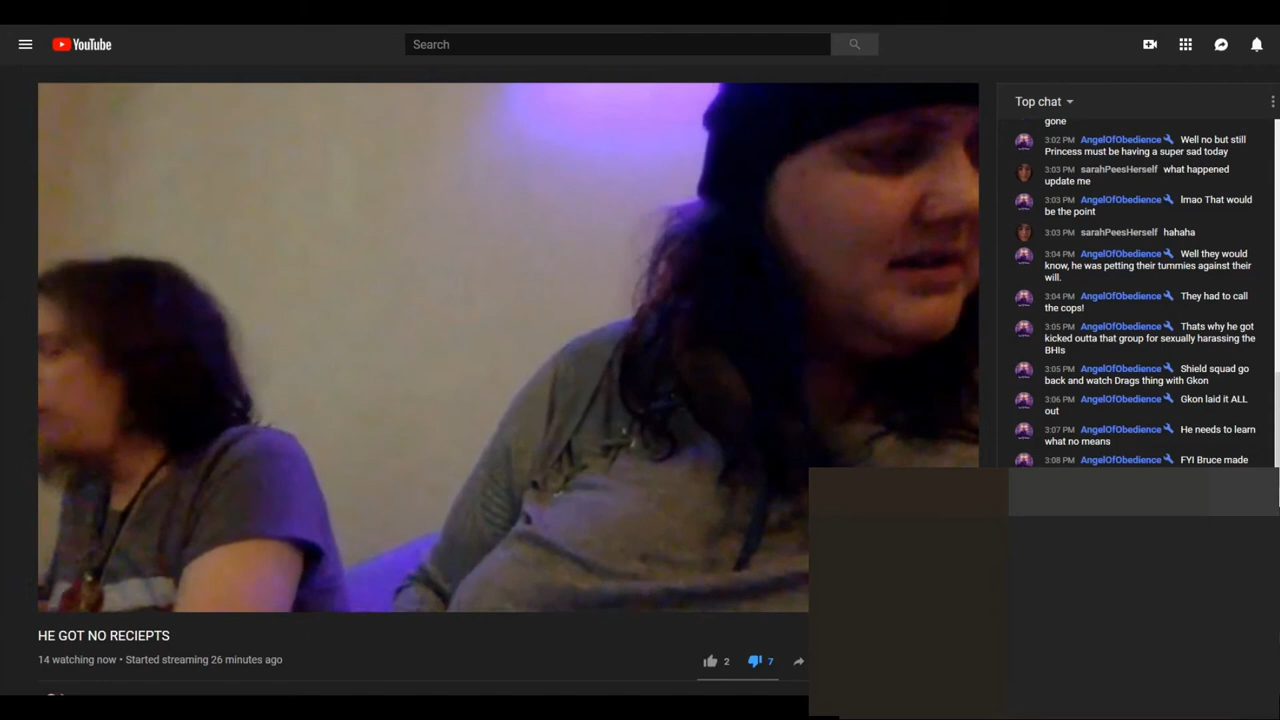 YouTube
Search
Top chat
gone
3:02 PM AngelOfObedience Well no but still
Princess must be having a super sad today
3:03 PM sarahPeesHerself what happened
update me
3:03 PM AngelOfObedience lmao That would
be the point
3:03 PM sarahPeesHerself hahaha
3:04 PM AngelOfObedience Well they would
know, he was petting their tummies against their
will.
3:04 PM AngelOfObedience They had to call
the cops!
3:05 PM AngelOfObedience Thats why he got
kicked outta that group for sexually harassing the
BHIs
3:05 PM AngelOfObedience Shield squad go
back and watch Drags thing with Gkon
3:06 PM AngelOfObedience Gkon laid it ALL
out
3:07 PM AngelOfObedience He needs to learn
what no means
3:08 PM AngelOfObedience FYI Bruce made
HE GOT NO RECIEPTS
14 watching now • Started streaming 26 minutes ago
2
7